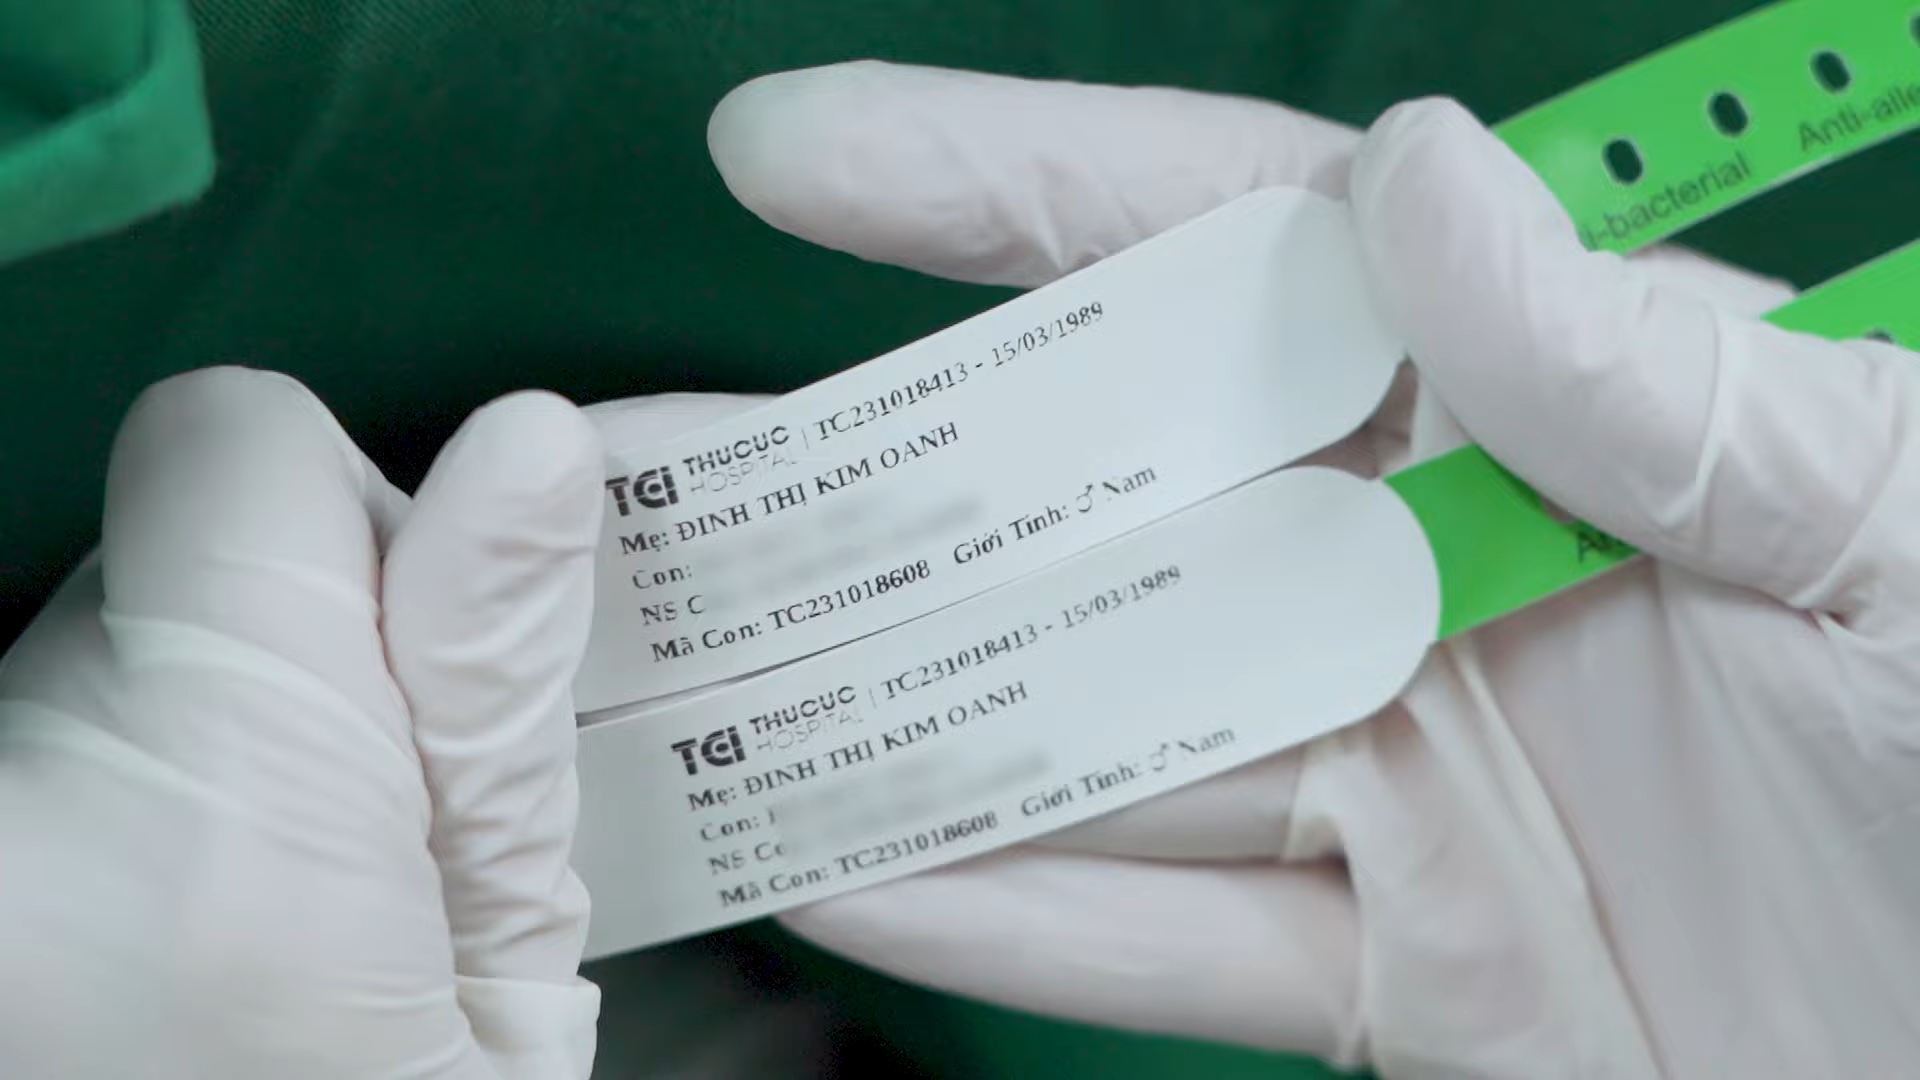 TCI THUCUC HOSPITAL | TC231018413 - 15/03/1989
Mẹ: ĐINH THỊ KIM OANH
Con:
NS C
Mã Con: TC231018608 Giới Tính: ♂ Nam
TCI THUCUC HOSPITAL | TC231018413 - 15/03/1989
Mẹ: ĐINH THỊ KIM OANH
Con:
NS Co
Mã Con: TC231018608 Giới Tính: ♂ Nam
i-bacterial Anti-alle